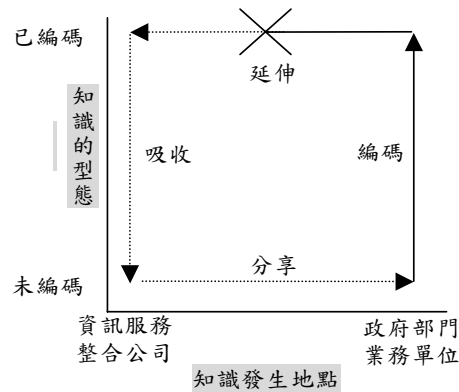 已編碼
延伸
知識的型態
吸收
編碼
分享
未編碼
資訊服務
整合公司
政府部門
業務單位
知識發生地點